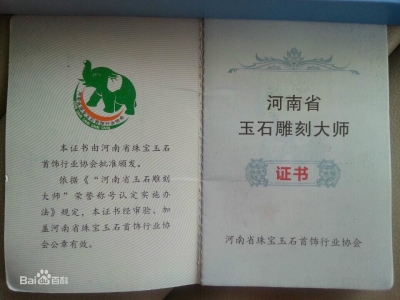 本证书由河南省珠宝玉石
首饰行业协会批准颁发。
依据《“河南省玉石雕刻
大师”荣誉称号认定实施办
法》规定，本证书经审验，加
盖河南省珠宝玉石首饰行业协
会公章有效。
河南省
玉石雕刻大师
证书
河南省珠宝玉石首饰行业协会
Bai百科